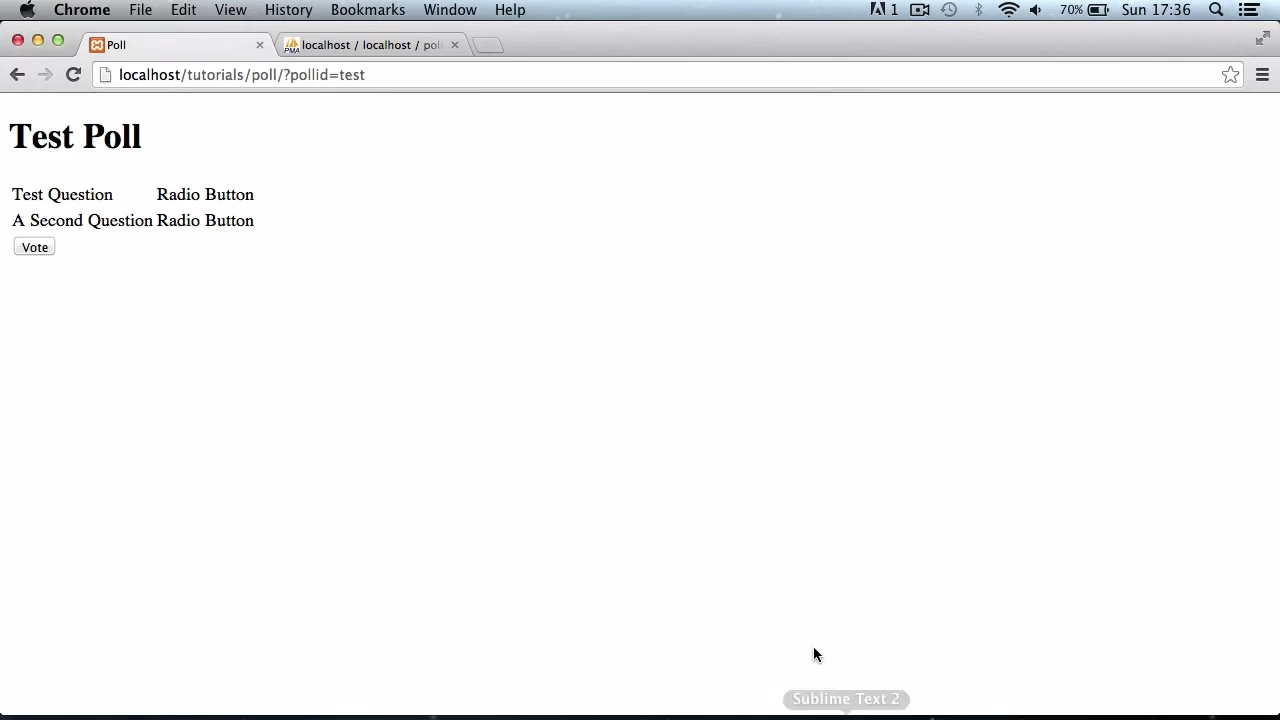 Chrome File Edit View History Bookmarks Window Help 1 70% Sun 17:36
Poll localhost / localhost / poll
localhost/tutorials/poll/?pollid=test
Test Poll
Test Question Radio Button
A Second Question Radio Button
Vote
Sublime Text 2